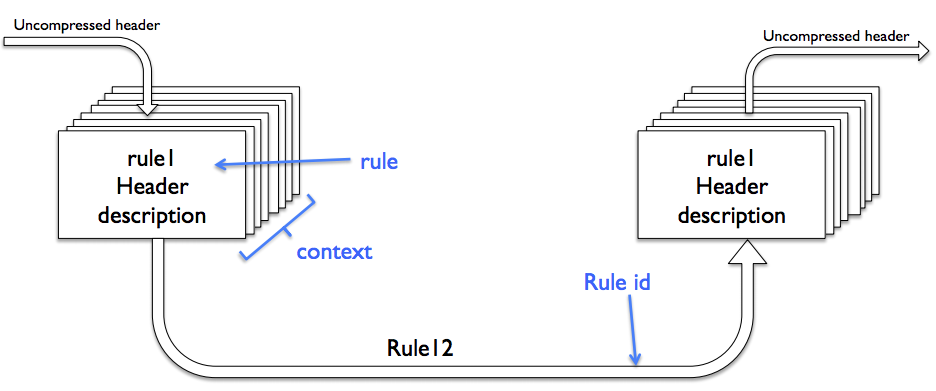 Uncompressed header
Uncompressed header
rule1
Header
description
rule
context
rule1
Header
description
Rule id
Rule12